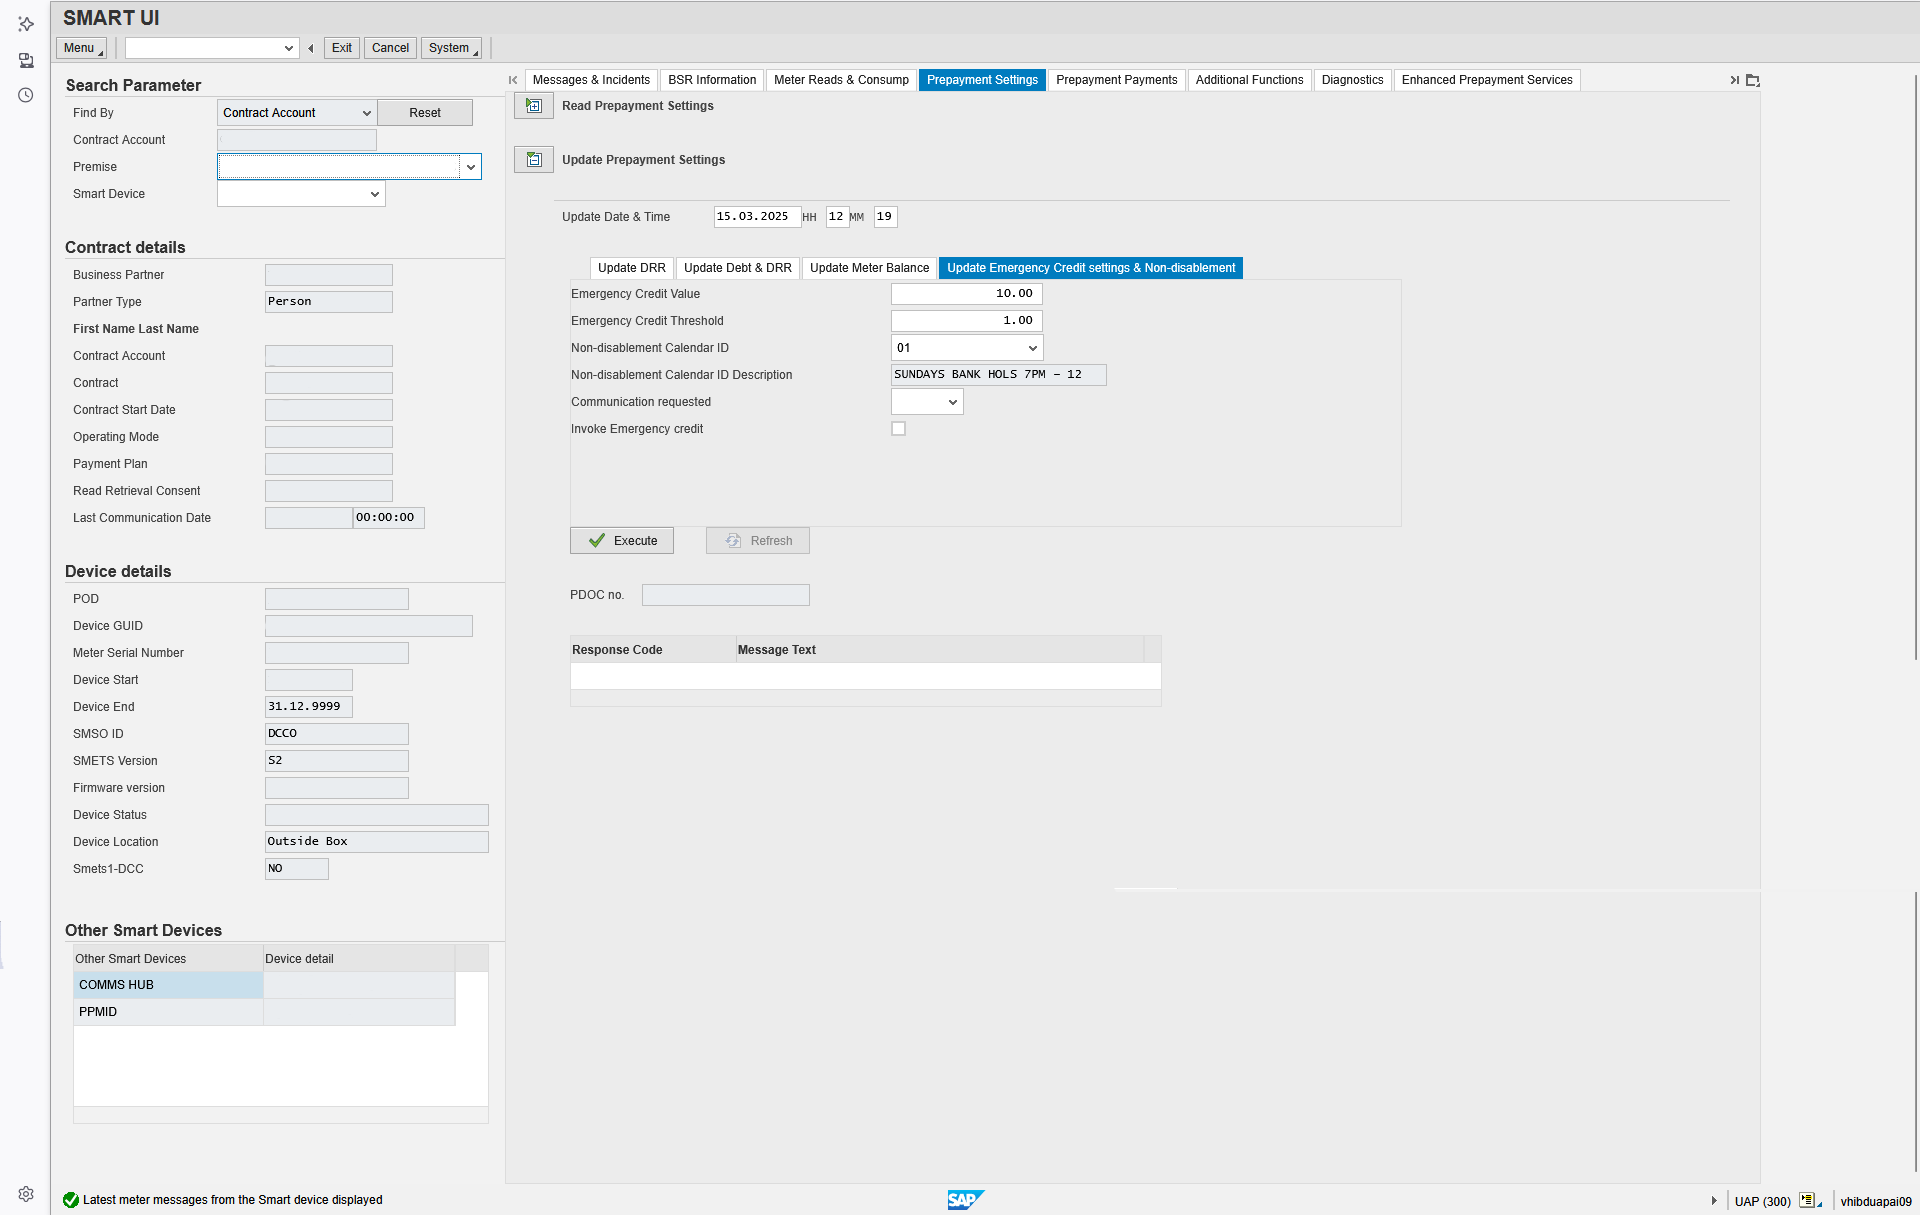 SMART UI
Menu
Exit
Cancel
System
Search Parameter
Find By
Contract Account
Reset
Contract Account
Premise
Smart Device
Contract details
Business Partner
Partner Type
Person
First Name Last Name
Contract Account
Contract
Contract Start Date
Operating Mode
Payment Plan
Read Retrieval Consent
Last Communication Date
00:00:00
Device details
POD
Device GUID
Meter Serial Number
Device Start
Device End
31.12.9999
SMSO ID
DCCO
SMETS Version
S2
Firmware version
Device Status
Device Location
Outside Box
Smets1-DCC
NO
Other Smart Devices
Other Smart Devices
Device detail
COMMS HUB
PPMID
Messages & Incidents
BSR Information
Meter Reads & Consump
Prepayment Settings
Prepayment Payments
Additional Functions
Diagnostics
Enhanced Prepayment Services
Read Prepayment Settings
Update Prepayment Settings
Update Date & Time
15.03.2025
HH
12
MM
19
Update DRR
Update Debt & DRR
Update Meter Balance
Update Emergency Credit settings & Non-disablement
Emergency Credit Value
10.00
Emergency Credit Threshold
1.00
Non-disablement Calendar ID
01
Non-disablement Calendar ID Description
SUNDAYS BANK HOLS 7PM - 12
Communication requested
Invoke Emergency credit
Execute
Refresh
PDOC no.
Response Code
Message Text
Latest meter messages from the Smart device displayed
SAP
UAP (300)
vhibduapai09